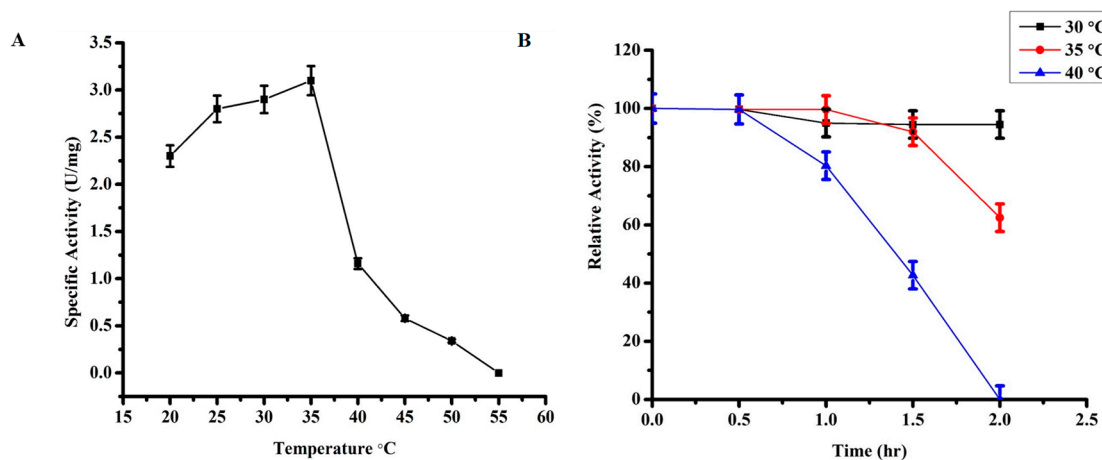 A
3.5
3.0
2.5
2.0
1.5
1.0
0.5
0.0
15 20 25 30 35 40 45 50 55 60
Specific Activity (U/mg)
Temperature °C
B
30 °C
35 °C
40 °C
120
100
80
60
40
20
0
0.0 0.5 1.0 1.5 2.0 2.5
Relative Activity (%)
Time (hr)